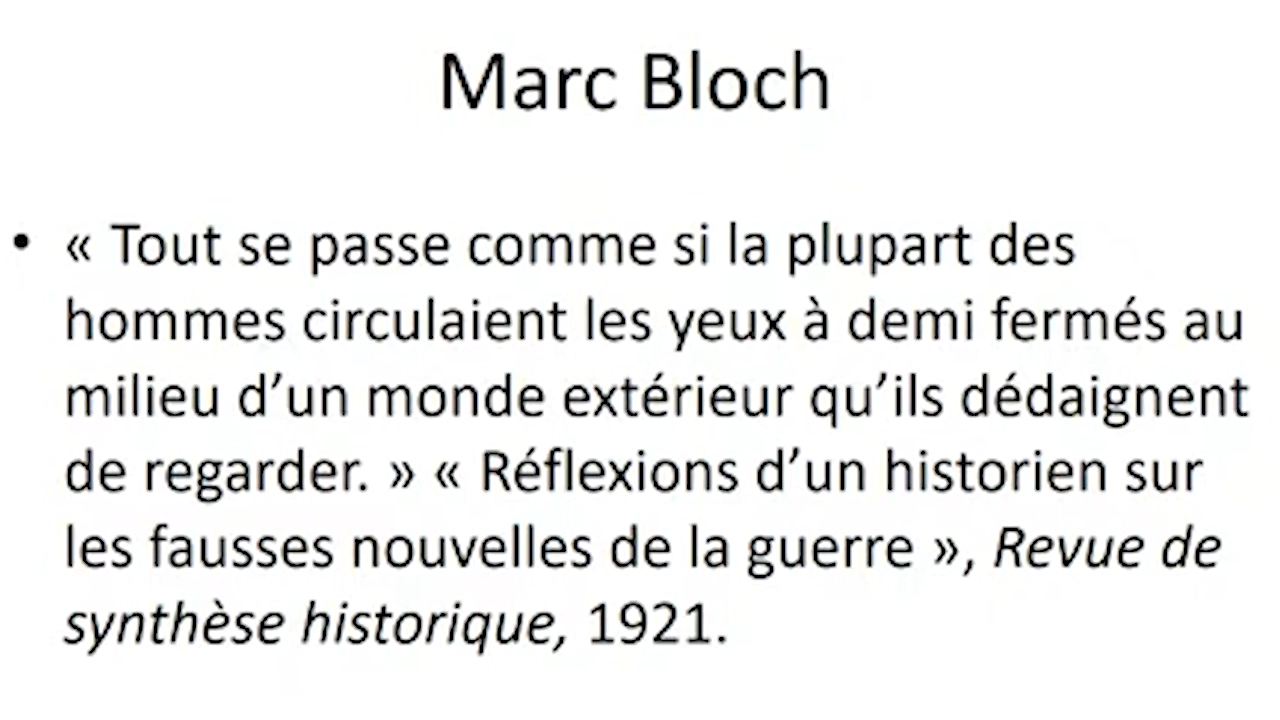 Marc Bloch
• « Tout se passe comme si la plupart des
hommes circulaient les yeux à demi fermés au
milieu d’un monde extérieur qu’ils dédaignent
de regarder. » « Réflexions d’un historien sur
les fausses nouvelles de la guerre », Revue de
synthèse historique, 1921.